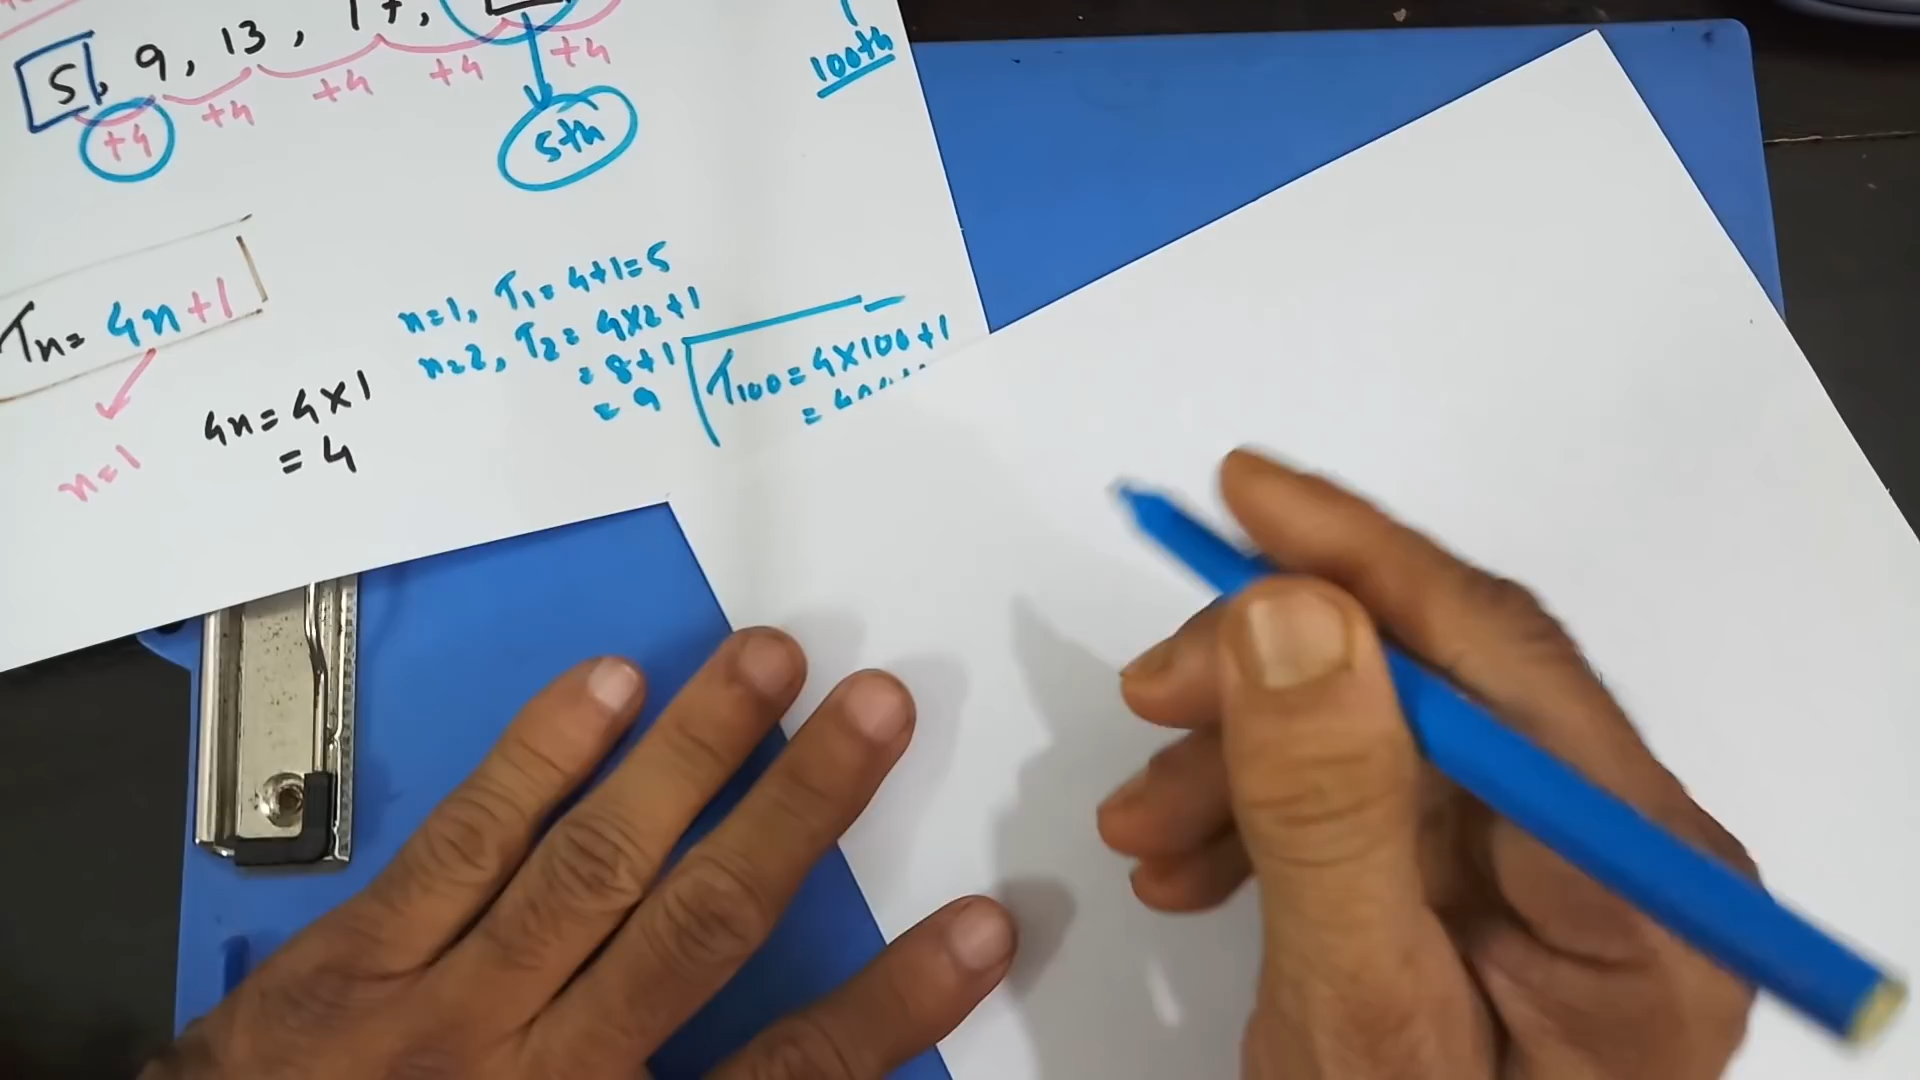 5, 9, 13, 17,
+4 +4 +4 +4 +4
5th
100th
Tn= 4n+1
n=1
4n=4×1
= 4
n=1, T1=4+1=5
n=2, T2=4×2+1
=8+1
=9
T100=4×100+1